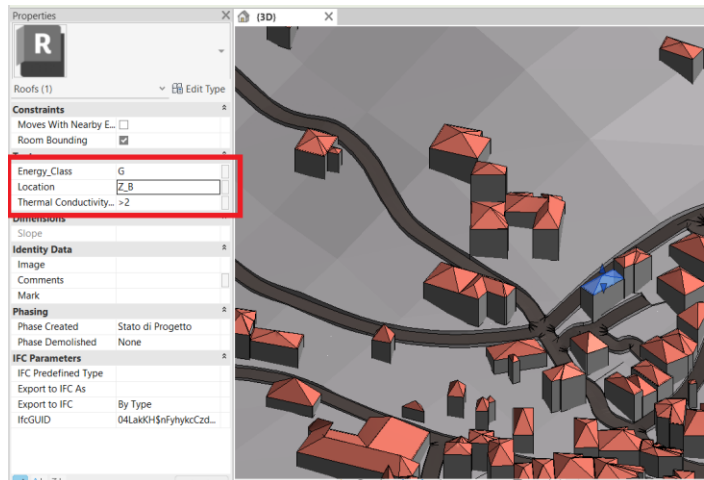 Properties
(3D)
R
Roofs (1)
Edit Type
Constraints
Moves With Nearby E...
Room Bounding
Energy_Class G
Location Z_B
Thermal Conductivity... >2
Dimensions
Slope
Identity Data
Image
Comments
Mark
Phasing
Phase Created Stato di Progetto
Phase Demolished None
IFC Parameters
IFC Predefined Type
Export to IFC As
Export to IFC By Type
IfcGUID 04LakKH$nFyhykcCzd...